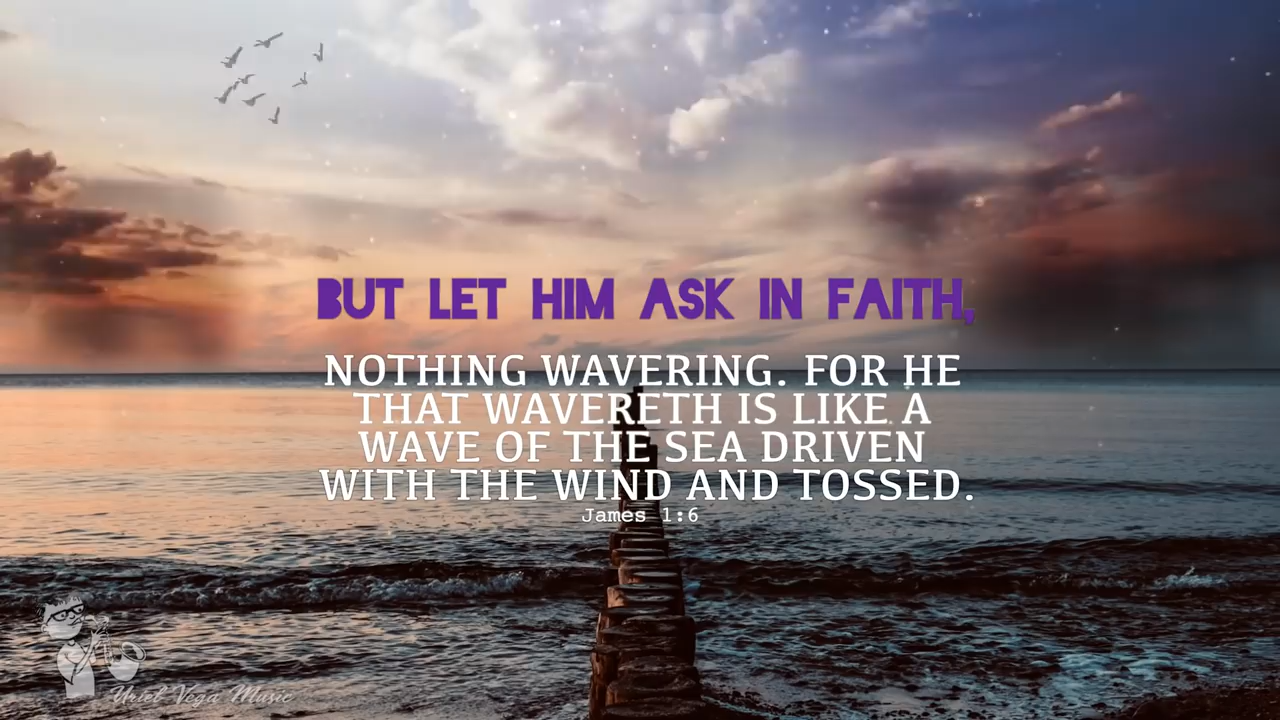 BUT LET HIM ASK IN FAITH,
NOTHING WAVERING. FOR HE
THAT WAVERETH IS LIKE A
WAVE OF THE SEA DRIVEN
WITH THE WIND AND TOSSED.
James 1:6
Uriel Vega Music